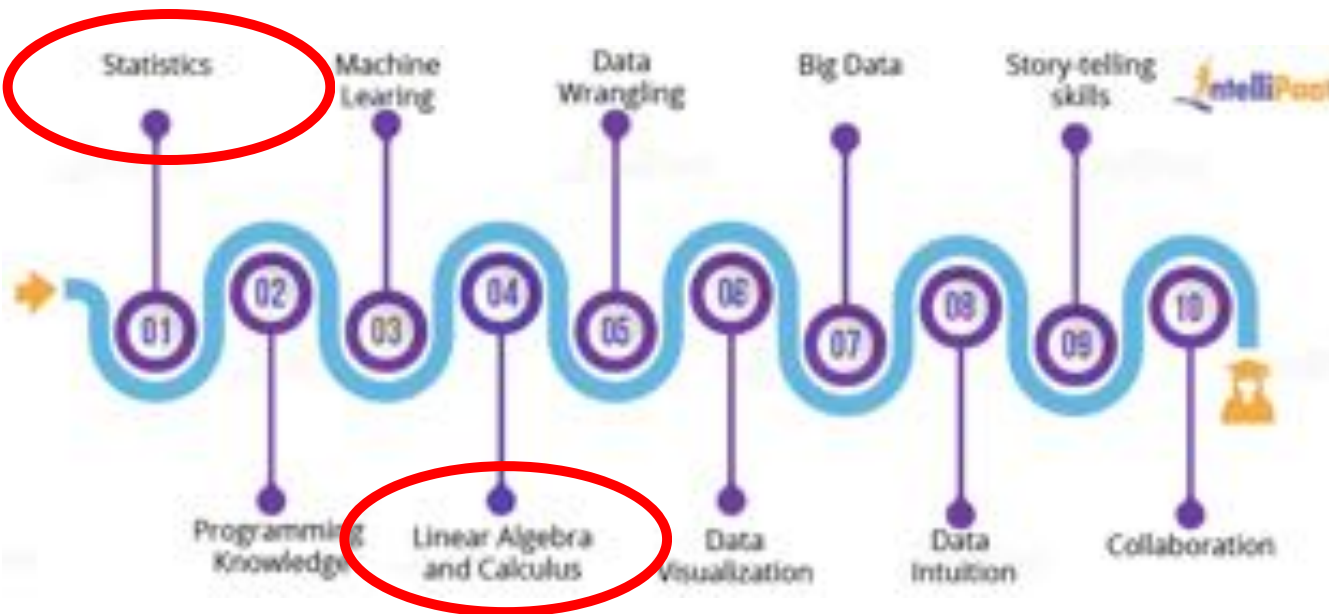 Statistics
Machine
Learing
Data
Wrangling
Big Data
Story-telling
skills
01
02
03
04
05
06
07
08
09
10
Programming
Knowledge
Linear Algebra
and Calculus
Data
Visualization
Data
Intuition
Collaboration